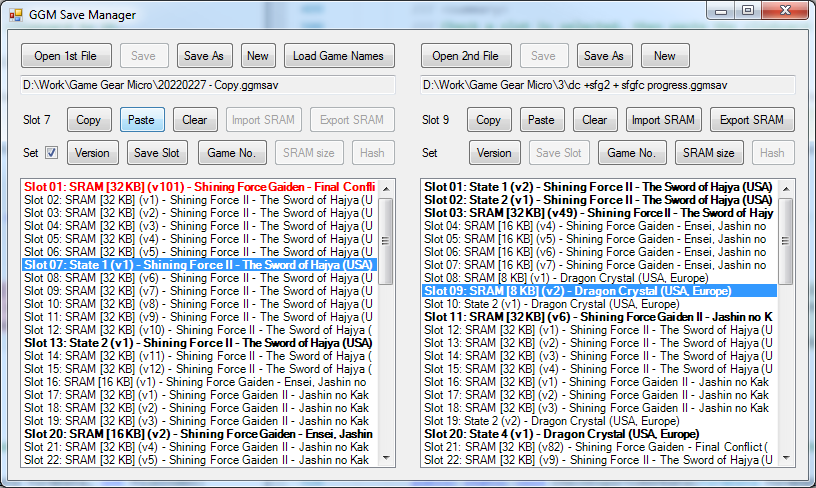 GGM Save Manager
Open 1st File Save Save As New Load Game Names
D:\Work\Game Gear Micro\20220227 - Copy.ggmsav
Slot 7 Copy Paste Clear Import SRAM Export SRAM
Set Version Save Slot Game No. SRAM size Hash
Slot 01: SRAM [32 KB] (v101) - Shining Force Gaiden - Final Confli
Slot 02: SRAM [32 KB] (v1) - Shining Force II - The Sword of Hajya (U
Slot 03: SRAM [32 KB] (v2) - Shining Force II - The Sword of Hajya (U
Slot 04: SRAM [32 KB] (v3) - Shining Force II - The Sword of Hajya (U
Slot 05: SRAM [32 KB] (v4) - Shining Force II - The Sword of Hajya (U
Slot 06: SRAM [32 KB] (v5) - Shining Force II - The Sword of Hajya (U
Slot 07: State 1 (v1) - Shining Force II - The Sword of Hajya (USA)
Slot 08: SRAM [32 KB] (v6) - Shining Force II - The Sword of Hajya (U
Slot 09: SRAM [32 KB] (v7) - Shining Force II - The Sword of Hajya (U
Slot 10: SRAM [32 KB] (v8) - Shining Force II - The Sword of Hajya (U
Slot 11: SRAM [32 KB] (v9) - Shining Force II - The Sword of Hajya (U
Slot 12: SRAM [32 KB] (v10) - Shining Force II - The Sword of Hajya (
Slot 13: State 2 (v1) - Shining Force II - The Sword of Hajya (USA)
Slot 14: SRAM [32 KB] (v11) - Shining Force II - The Sword of Hajya (
Slot 15: SRAM [32 KB] (v12) - Shining Force II - The Sword of Hajya (
Slot 16: SRAM [16 KB] (v1) - Shining Force Gaiden - Ensei, Jashin no
Slot 17: SRAM [32 KB] (v1) - Shining Force Gaiden II - Jashin no Kak
Slot 18: SRAM [32 KB] (v2) - Shining Force Gaiden II - Jashin no Kak
Slot 19: SRAM [32 KB] (v3) - Shining Force Gaiden II - Jashin no Kak
Slot 20: SRAM [16 KB] (v2) - Shining Force Gaiden - Ensei, Jashin
Slot 21: SRAM [32 KB] (v4) - Shining Force Gaiden II - Jashin no Kak
Slot 22: SRAM [32 KB] (v5) - Shining Force Gaiden II - Jashin no Kak
Open 2nd File Save Save As New
D:\Work\Game Gear Micro\3\dc +sfg2 + sfgfc progress.ggmsav
Slot 9 Copy Paste Clear Import SRAM Export SRAM
Set Version Save Slot Game No. SRAM size Hash
Slot 01: State 1 (v2) - Shining Force II - The Sword of Hajya (USA)
Slot 02: State 2 (v1) - Shining Force II - The Sword of Hajya (USA)
Slot 03: SRAM [32 KB] (v49) - Shining Force II - The Sword of Hajy
Slot 04: SRAM [16 KB] (v4) - Shining Force Gaiden - Ensei, Jashin no
Slot 05: SRAM [16 KB] (v5) - Shining Force Gaiden - Ensei, Jashin no
Slot 06: SRAM [16 KB] (v6) - Shining Force Gaiden - Ensei, Jashin no
Slot 07: SRAM [16 KB] (v7) - Shining Force Gaiden - Ensei, Jashin no
Slot 08: SRAM [8 KB] (v1) - Dragon Crystal (USA, Europe)
Slot 09: SRAM [8 KB] (v2) - Dragon Crystal (USA, Europe)
Slot 10: State 2 (v1) - Dragon Crystal (USA, Europe)
Slot 11: SRAM [32 KB] (v6) - Shining Force Gaiden II - Jashin no K
Slot 12: SRAM [32 KB] (v1) - Shining Force II - The Sword of Hajya (U
Slot 13: SRAM [32 KB] (v2) - Shining Force II - The Sword of Hajya (U
Slot 14: SRAM [32 KB] (v3) - Shining Force II - The Sword of Hajya (U
Slot 15: SRAM [32 KB] (v4) - Shining Force II - The Sword of Hajya (U
Slot 16: SRAM [32 KB] (v1) - Shining Force Gaiden II - Jashin no Kak
Slot 17: SRAM [32 KB] (v2) - Shining Force Gaiden II - Jashin no Kak
Slot 18: SRAM [32 KB] (v3) - Shining Force Gaiden II - Jashin no Kak
Slot 19: State 2 (v2) - Dragon Crystal (USA, Europe)
Slot 20: State 4 (v1) - Dragon Crystal (USA, Europe)
Slot 21: SRAM [32 KB] (v82) - Shining Force Gaiden - Final Conflict (
Slot 22: SRAM [32 KB] (v9) - Shining Force II - The Sword of Hajya (U